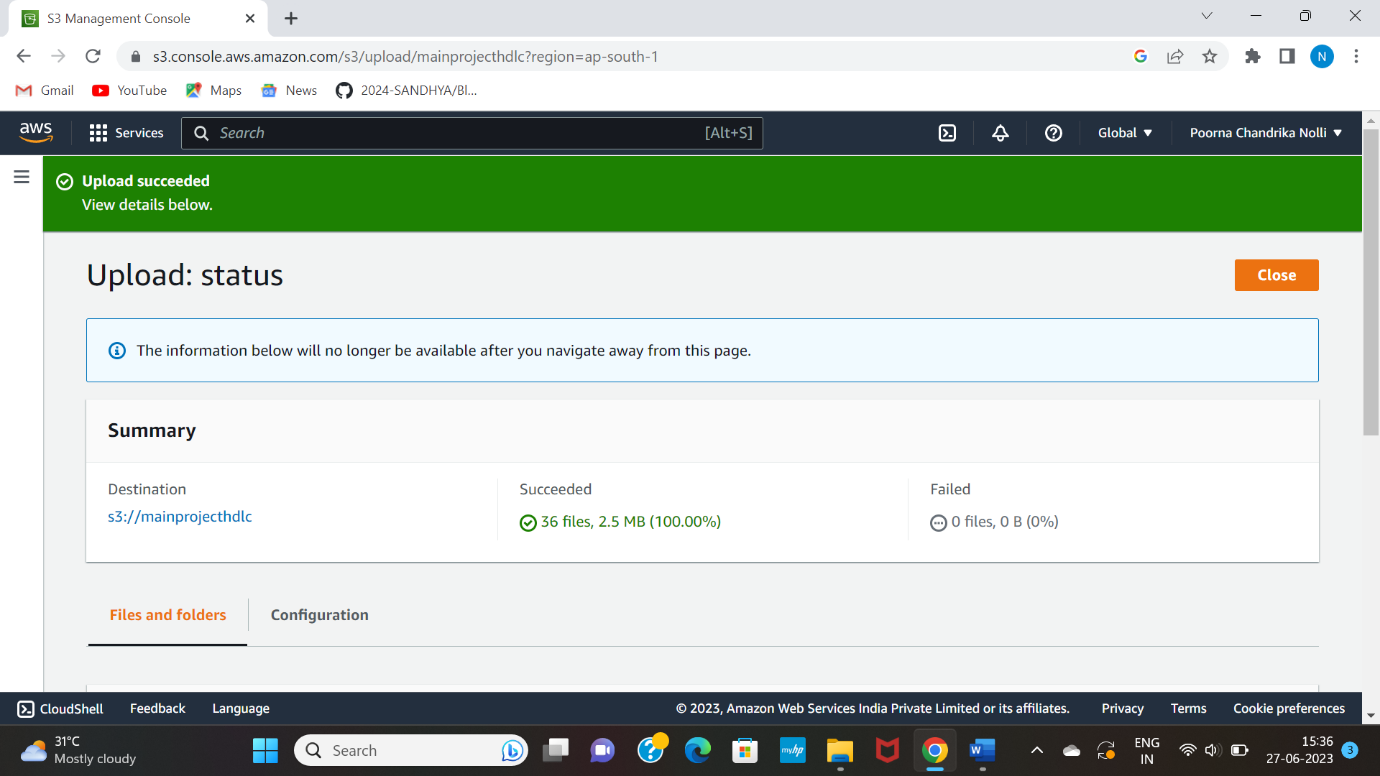 S3 Management Console
s3.console.aws.amazon.com/s3/upload/mainprojecthdlc?region=ap-south-1
N
Gmail
YouTube
Maps
News
2024-SANDHYA/BI...
aws
Services
Search
[Alt+S]
Global
Poorna Chandrika Nolli
Upload succeeded
View details below.
Upload: status
Close
The information below will no longer be available after you navigate away from this page.
Summary
Destination
s3://mainprojecthdlc
Succeeded
36 files, 2.5 MB (100.00%)
Failed
0 files, 0 B (0%)
Files and folders
Configuration
CloudShell
Feedback
Language
© 2023, Amazon Web Services India Private Limited or its affiliates.
Privacy
Terms
Cookie preferences
31°C
Mostly cloudy
Search
myhp
ENG
IN
15:36
27-06-2023
3